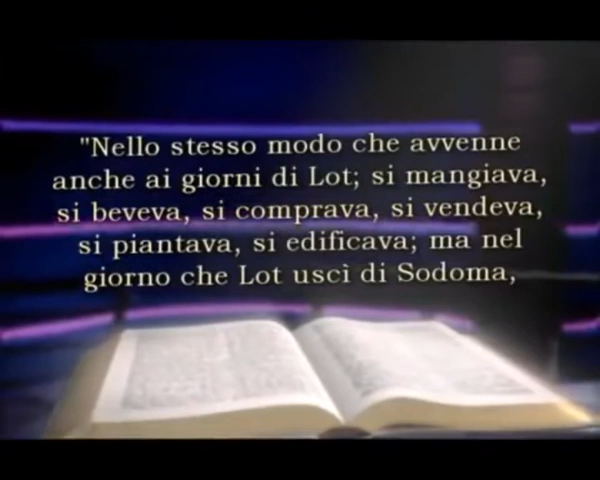 "Nello stesso modo che avvenne
anche ai giorni di Lot; si mangiava,
si beveva, si comprava, si vendeva,
si piantava, si edificava; ma nel
giorno che Lot uscì di Sodoma,